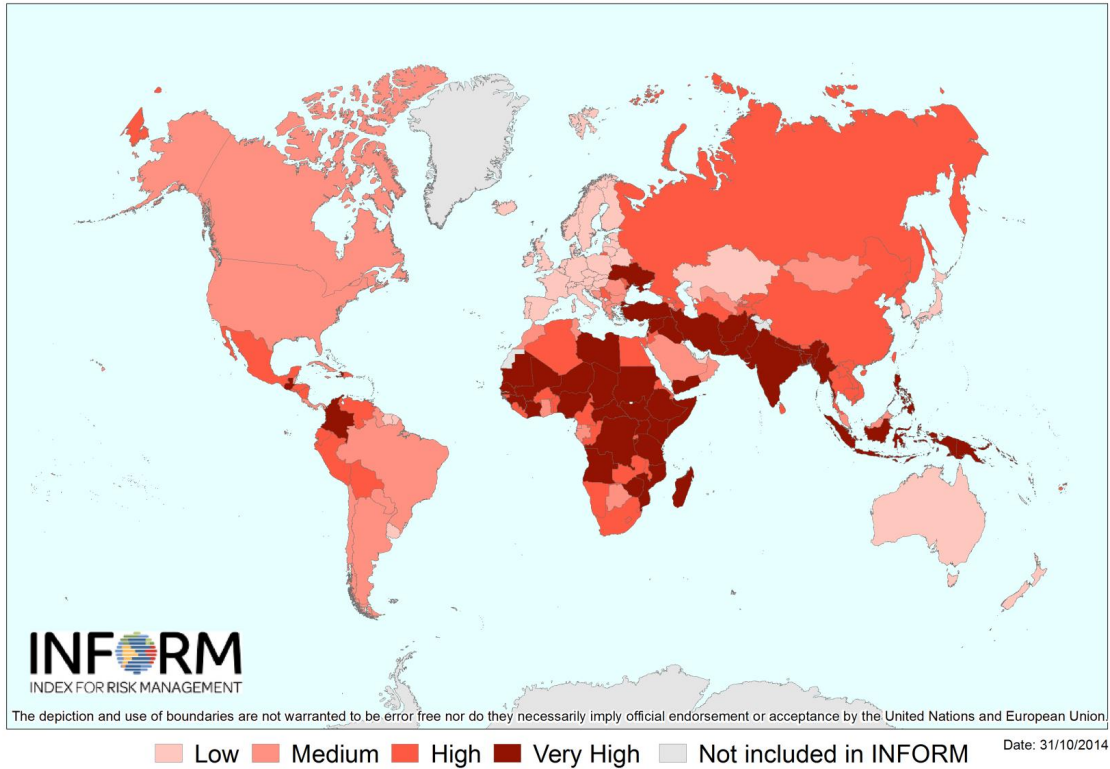 INFORM
INDEX FOR RISK MANAGEMENT
The depiction and use of boundaries are not warranted to be error free nor do they necessarily imply official endorsement or acceptance by the United Nations and European Union.
Low Medium High Very High Not included in INFORM
Date: 31/10/2014